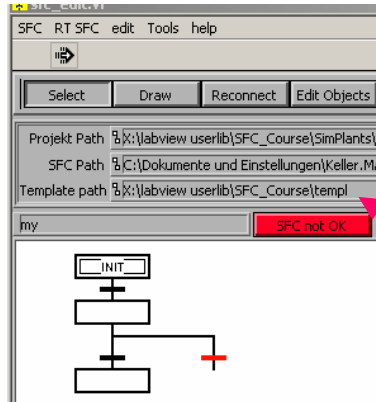 sfc_edit.vi
SFC RT SFC edit Tools help
Select Draw Reconnect Edit Objects
Projekt Path X:\labview userlib\SFC_Course\SimPlants\
SFC Path C:\Dokumente und Einstellungen\Keller.MA
Template path X:\labview userlib\SFC_Course\templ
my SFC not OK
INIT